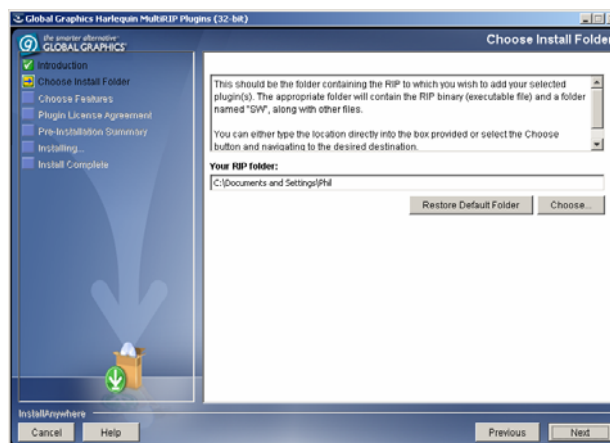 Global Graphics Harlequin MultiRIP Plugins (32-bit)
the smarter alternative
GLOBAL GRAPHICS
Choose Install Folder
Introduction
Choose Install Folder
Choose Features
Plugin License Agreement
Pre-Installation Summary
Installing...
Install Complete
This should be the folder containing the RIP to which you wish to add your selected
plugin(s). The appropriate folder will contain the RIP binary (executable file) and a folder
named "SW", along with other files.
You can either type the location directly into the box provided or select the Choose
button and navigating to the desired destination.
Your RIP folder:
C:\Documents and Settings\Phil
Restore Default Folder
Choose...
InstallAnywhere
Cancel
Help
Previous
Next